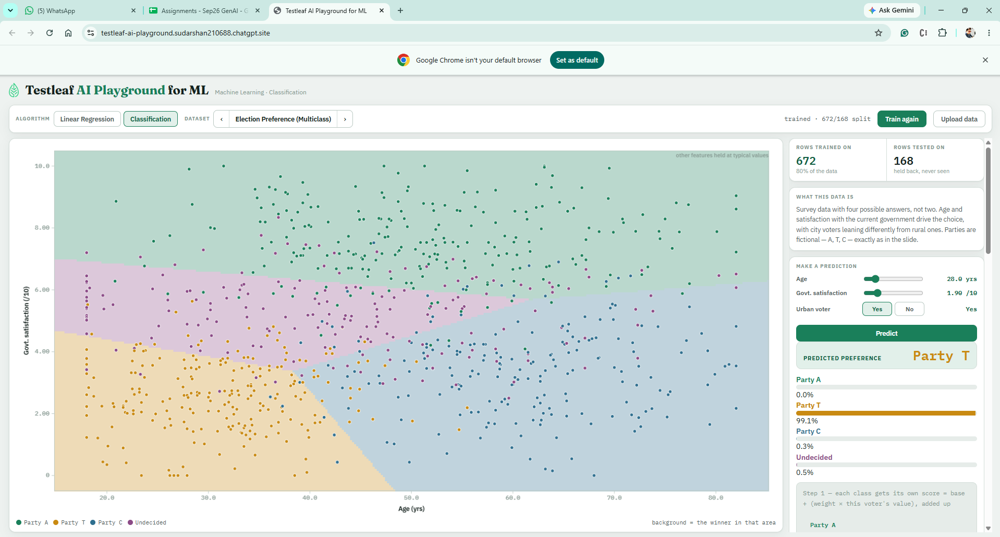 (5) WhatsApp
Assignments - Sep26 GenAI - G
Testleaf AI Playground for ML
Ask Gemini
testleaf-ai-playground.sudarshan210688.chatgpt.site
Google Chrome isn't your default browser
Set as default
Testleaf AI Playground for ML
Machine Learning · Classification
ALGORITHM
Linear Regression
Classification
DATASET
‹
Election Preference (Multiclass)
›
trained · 672/168 split
Train again
Upload data
other features held at typical values
10.0
8.00
6.00
4.00
2.00
0
Govt. satisfaction (/10)
20.0
30.0
40.0
50.0
60.0
70.0
80.0
Age (yrs)
Party A
Party T
Party C
Undecided
background = the winner in that area
ROWS TRAINED ON
672
80% of the data
ROWS TESTED ON
168
held back, never seen
WHAT THIS DATA IS
Survey data with four possible answers, not two. Age and
satisfaction with the current government drive the choice,
with city voters leaning differently from rural ones. Parties are
fictional — A, T, C — exactly as in the slide.
MAKE A PREDICTION
Age
28.0 yrs
Govt. satisfaction
1.90 /10
Urban voter
Yes
No
Yes
Predict
PREDICTED PREFERENCE
Party T
Party A
0.0%
Party T
99.1%
Party C
0.3%
Undecided
0.5%
Step 1 — each class gets its own score = base
+ (weight × this voter's value), added up
Party A